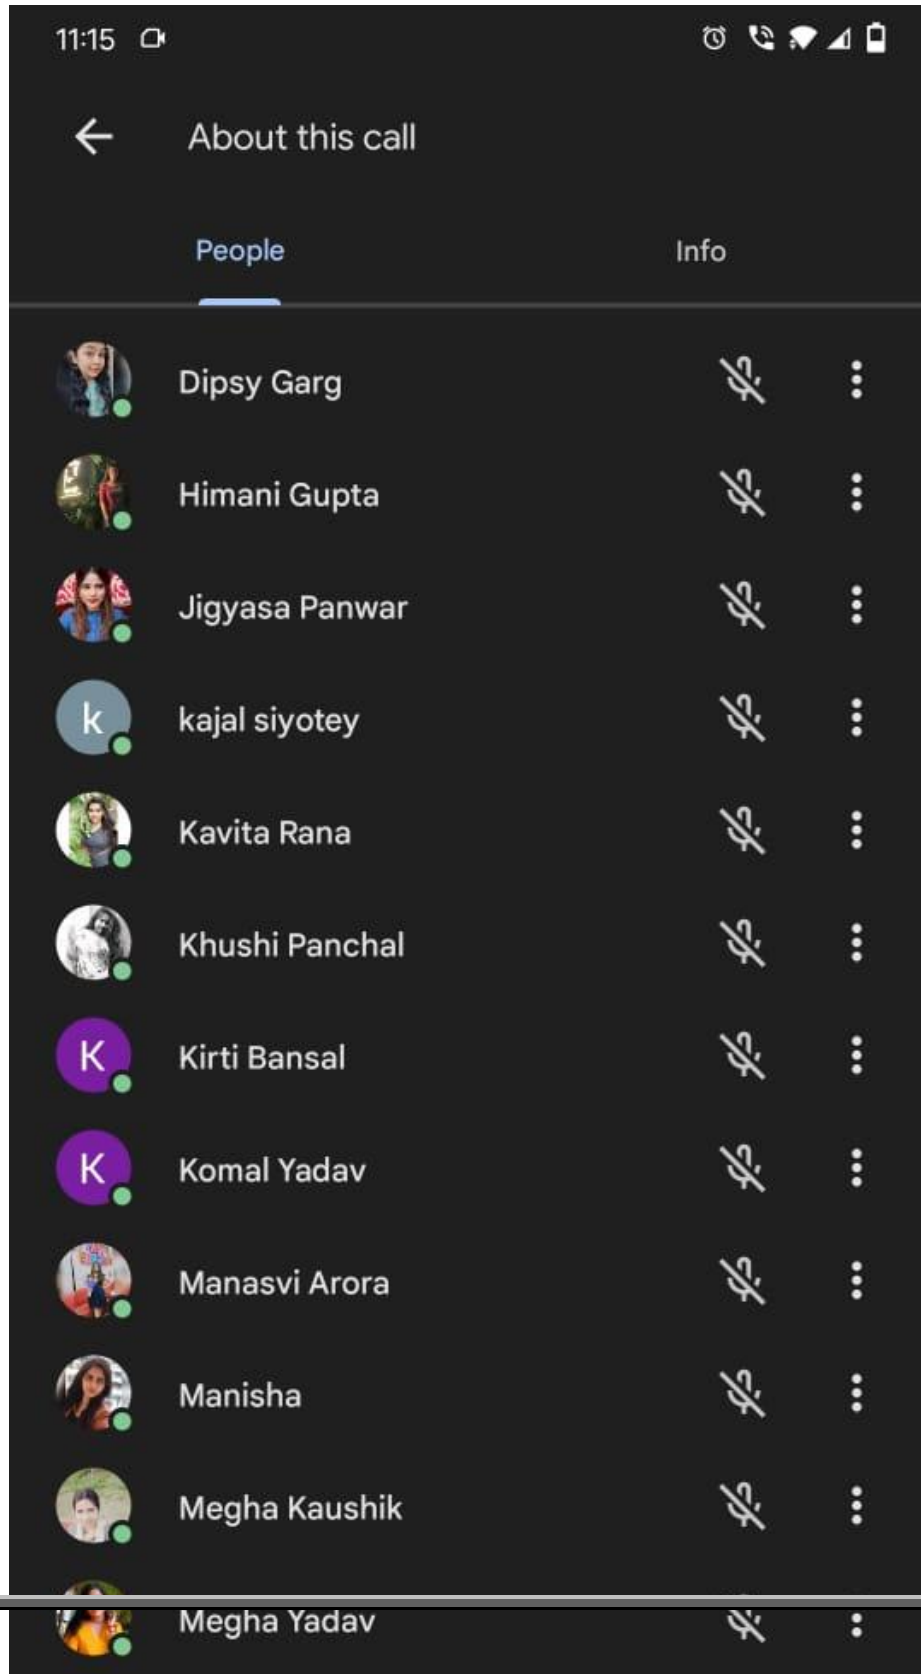 11:15
About this call
People Info
Dipsy Garg
Himani Gupta
Jigyasa Panwar
k kajal siyotey
Kavita Rana
Khushi Panchal
K Kirti Bansal
K Komal Yadav
Manasvi Arora
Manisha
Megha Kaushik
Megha Yadav